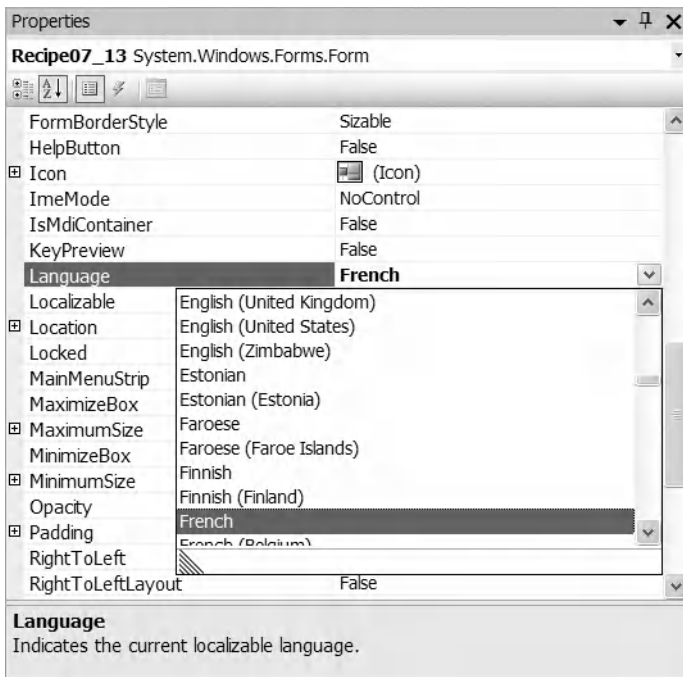 Properties
Recipe07_13 System.Windows.Forms.Form
FormBorderStyle Sizable
HelpButton False
Icon (Icon)
ImeMode NoControl
IsMdiContainer False
KeyPreview False
Language French
Localizable English (United Kingdom)
Location English (United States)
Locked English (Zimbabwe)
MainMenuStrip Estonian
MaximizeBox Estonian (Estonia)
MaximumSize Faroese
MinimizeBox Faroese (Faroe Islands)
MinimumSize Finnish
Opacity Finnish (Finland)
Padding French
RightToLeft French (Belgium)
RightToLeftLayout False
Language
Indicates the current localizable language.